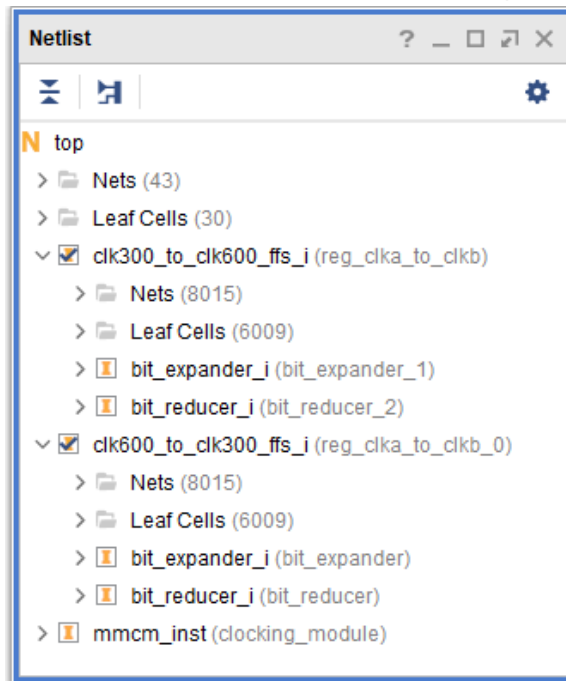 Netlist
N top
Nets (43)
Leaf Cells (30)
clk300_to_clk600_ffs_i (reg_clka_to_clkb)
Nets (8015)
Leaf Cells (6009)
bit_expander_i (bit_expander_1)
bit_reducer_i (bit_reducer_2)
clk600_to_clk300_ffs_i (reg_clka_to_clkb_0)
Nets (8015)
Leaf Cells (6009)
bit_expander_i (bit_expander)
bit_reducer_i (bit_reducer)
mmcm_inst (clocking_module)